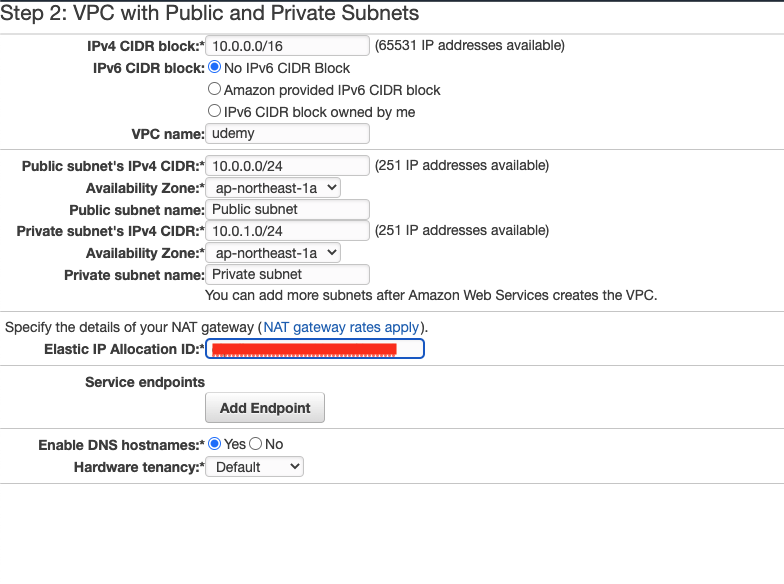 Step 2: VPC with Public and Private Subnets
IPv4 CIDR block:* 10.0.0.0/16 (65531 IP addresses available)
IPv6 CIDR block: No IPv6 CIDR Block
Amazon provided IPv6 CIDR block
IPv6 CIDR block owned by me
VPC name: udemy
Public subnet's IPv4 CIDR:* 10.0.0.0/24 (251 IP addresses available)
Availability Zone:* ap-northeast-1a
Public subnet name: Public subnet
Private subnet's IPv4 CIDR:* 10.0.1.0/24 (251 IP addresses available)
Availability Zone:* ap-northeast-1a
Private subnet name: Private subnet
You can add more subnets after Amazon Web Services creates the VPC.
Specify the details of your NAT gateway (NAT gateway rates apply).
Elastic IP Allocation ID:*
Service endpoints
Add Endpoint
Enable DNS hostnames:* Yes No
Hardware tenancy:* Default